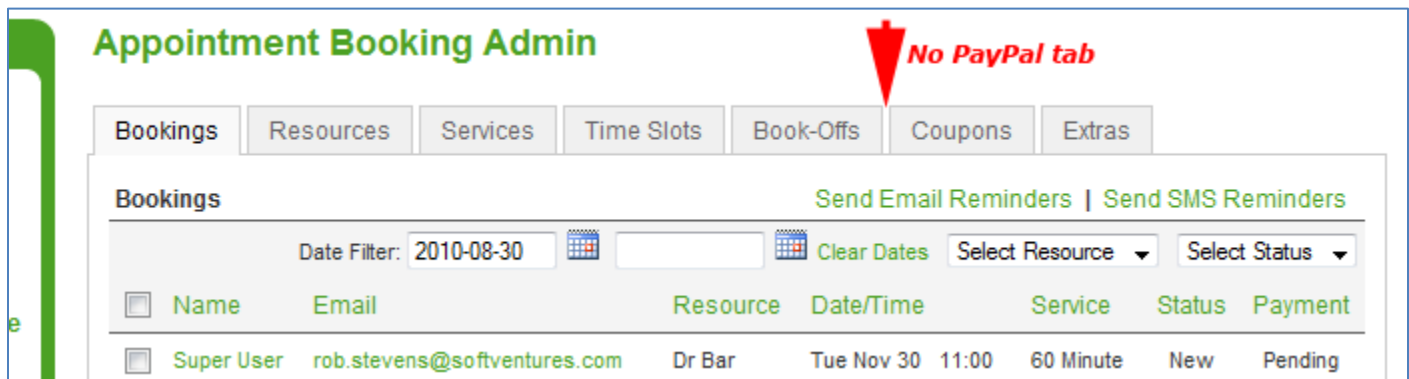 Appointment Booking Admin
No PayPal tab
Bookings Resources Services Time Slots Book-Offs Coupons Extras
Bookings Send Email Reminders | Send SMS Reminders
Date Filter: 2010-08-30 Clear Dates Select Resource Select Status
Name Email Resource Date/Time Service Status Payment
e
Super User rob.stevens@softventures.com Dr Bar Tue Nov 30 11:00 60 Minute New Pending